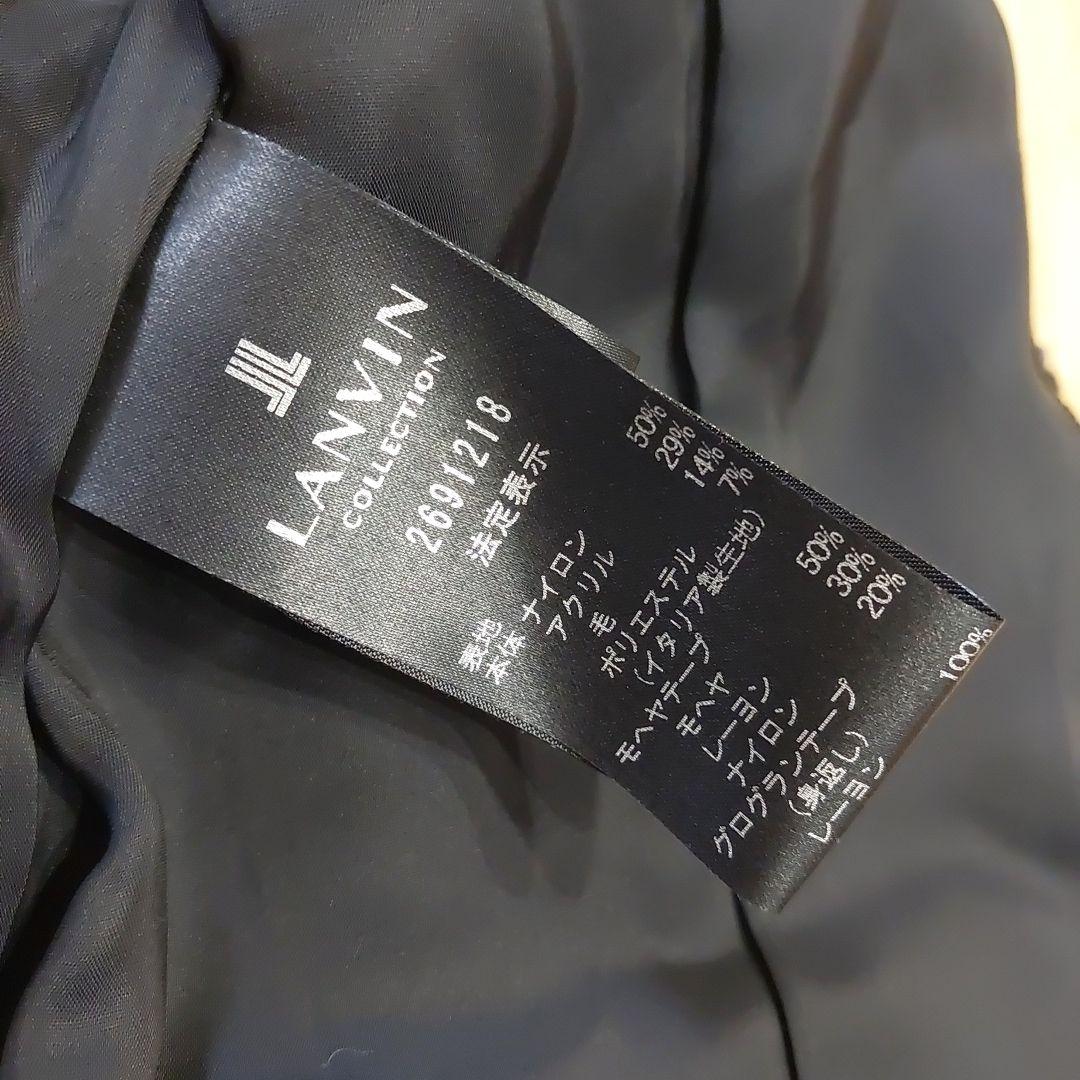 LANVIN
COLLECTION
2691218
法定表示
表地
本体 ナイロン 50%
アクリル 29%
毛 14%
ポリエステル 7%
(イタリア製生地)
モヘヤテープ
モヘヤ 50%
レーヨン 30%
ナイロン 20%
グログランテープ
(身返し)
レーヨン 100%